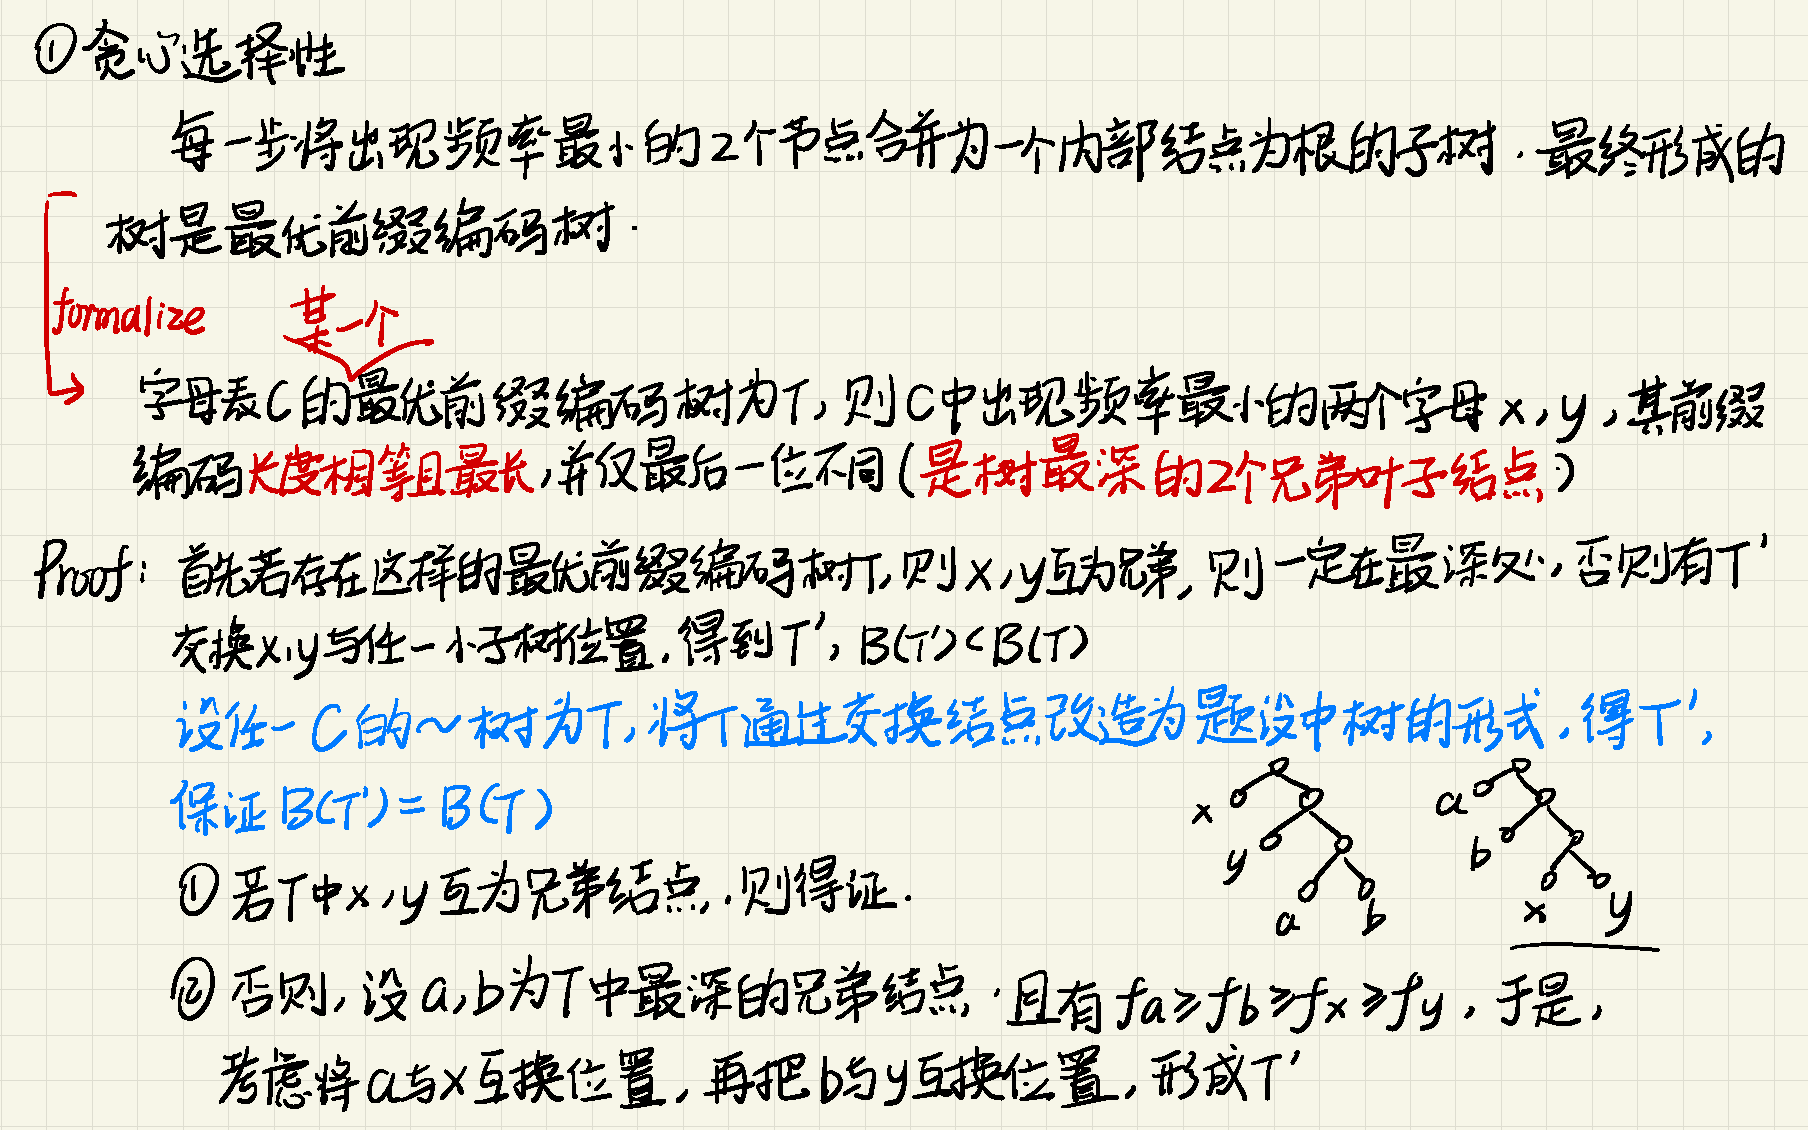 ①贪心选择性
每一步将出现频率最小的2个节点合并为一个内部结点为根的子树.最终形成的
树是最优前缀编码树.
formalize 某一个
字母表C的最优前缀编码树为T,则C中出现频率最小的两个字母x,y,其前缀
编码长度相等且最长,并仅最后一位不同(是树最深的2个兄弟叶子结点)
Proof: 首先若存在这样的最优前缀编码树T,则x,y互为兄弟,则一定在最深处,否则有T'
交换x,y与任一小子树位置.得到T', B(T')<B(T)
设任一C的~树为T,将T通过交换结点改造为题设中树的形式,得T',
保证B(T')=B(T)
x y a b
a b x y
①若T中x,y互为兄弟结点,则得证.
②否则,设a,b为T中最深的兄弟结点,且有fa≥fb≥fx≥fy,于是,
考虑将a与x互换位置,再把b与y互换位置,形成T'